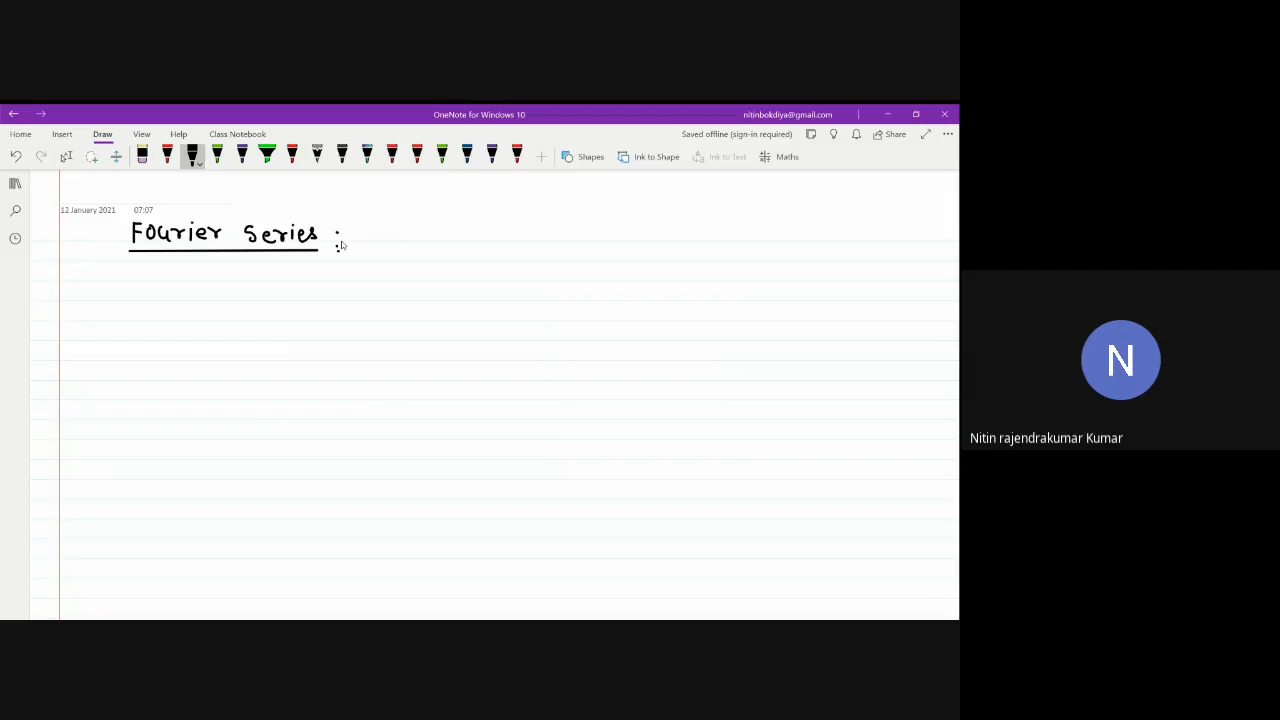 OneNote for Windows 10
nitinbokdiya@gmail.com
Home Insert Draw View Help Class Notebook
Saved offline (sign-in required)
Share
Shapes Ink to Shape Ink to Text Maths
12 January 2021 07:07
Fourier Series :
N
Nitin rajendrakumar Kumar